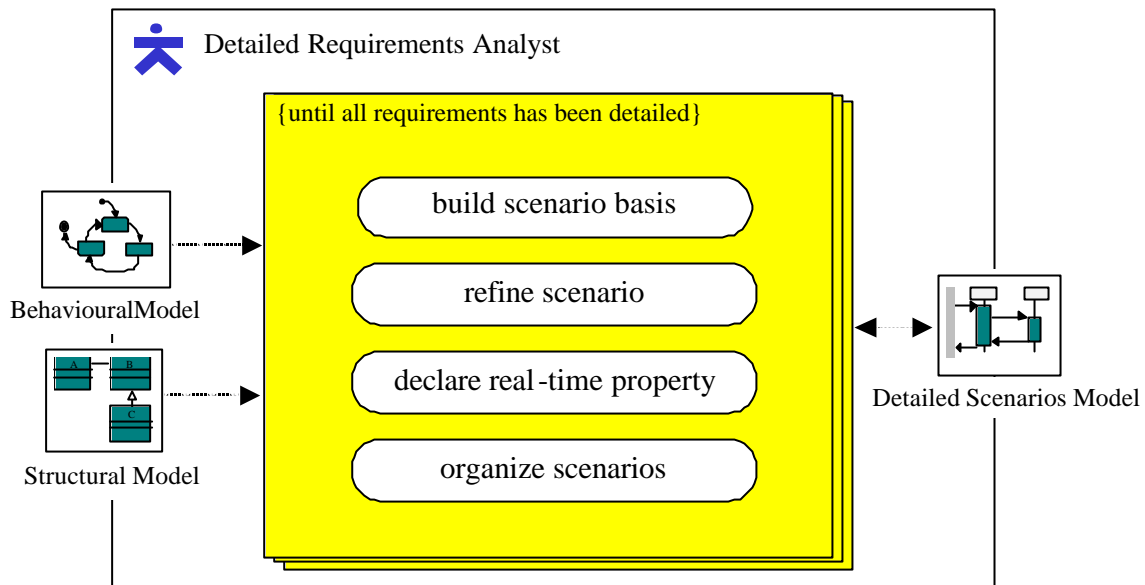 Detailed Requirements Analyst
{until all requirements has been detailed}
build scenario basis
refine scenario
declare real-time property
organize scenarios
BehaviouralModel
A
B
C
Structural Model
Detailed Scenarios Model